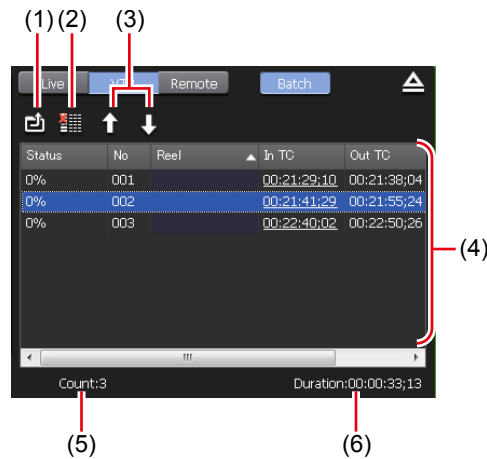 (1) (2) (3)
Live VTR Remote Batch
Status No Reel In TC Out TC
0% 001 00:21:29;10 00:21:38;04
0% 002 00:21:41;29 00:21:55;24
0% 003 00:22:40;02 00:22:50;26
(4)
Count:3 Duration:00:00:33;13
(5) (6)